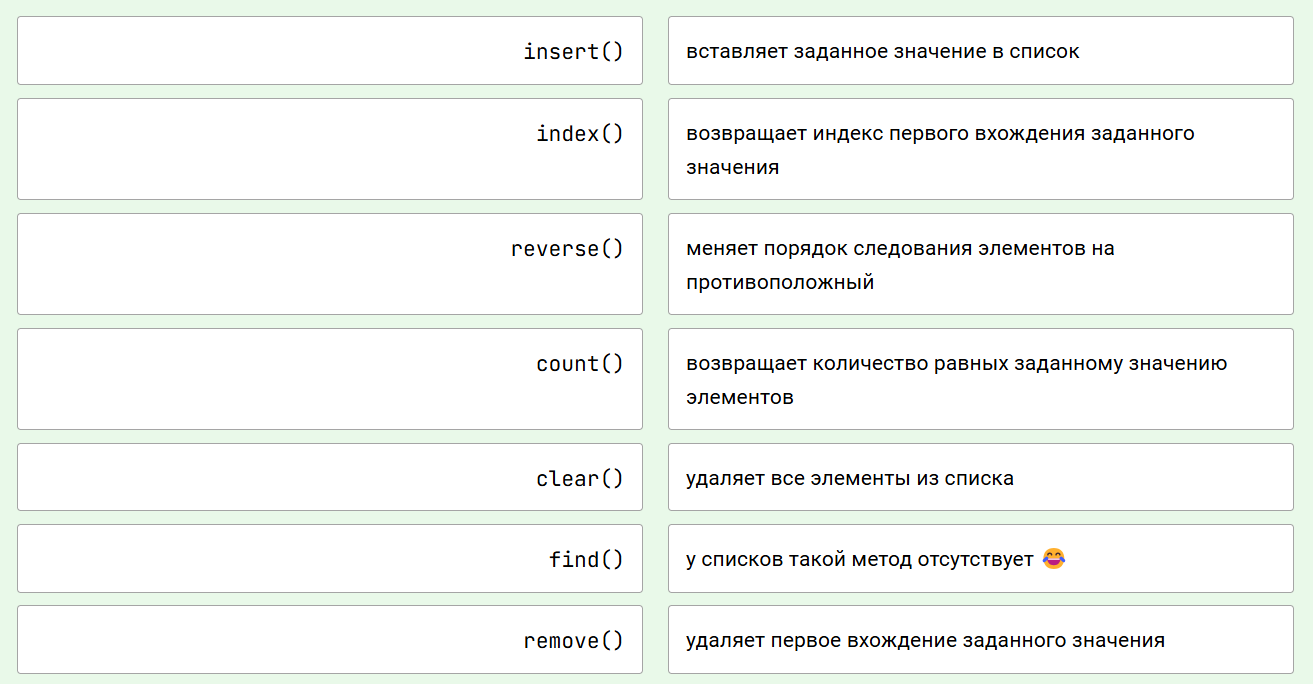 insert()
вставляет заданное значение в список
index()
возвращает индекс первого вхождения заданного
значения
reverse()
меняет порядок следования элементов на
противоположный
count()
возвращает количество равных заданному значению
элементов
clear()
удаляет все элементы из списка
find()
у списков такой метод отсутствует 😂
remove()
удаляет первое вхождение заданного значения